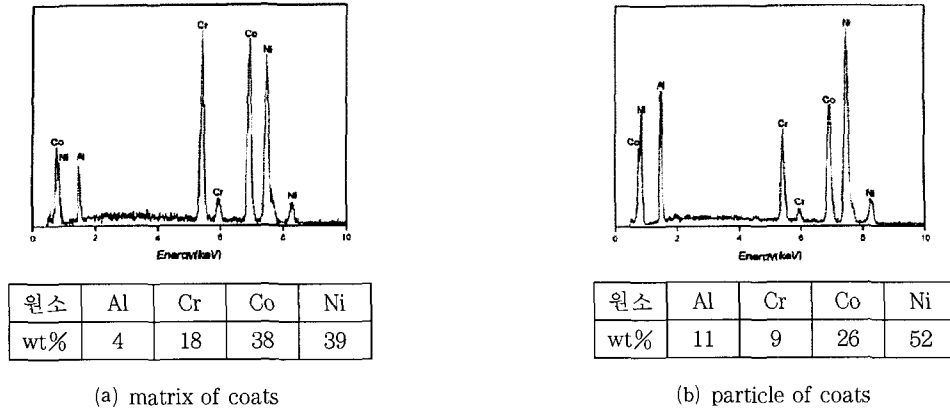 Cr
Co
Ni
Co
Ni
Al
Cr
Ni
0 2 4 6 8 10
Energy(keV)
원소 Al Cr Co Ni
wt% 4 18 38 39
(a) matrix of coats
Ni
Al
Ni
Co
Cr
Co
Cr
Ni
0 2 4 6 8 10
Energy(keV)
원소 Al Cr Co Ni
wt% 11 9 26 52
(b) particle of coats